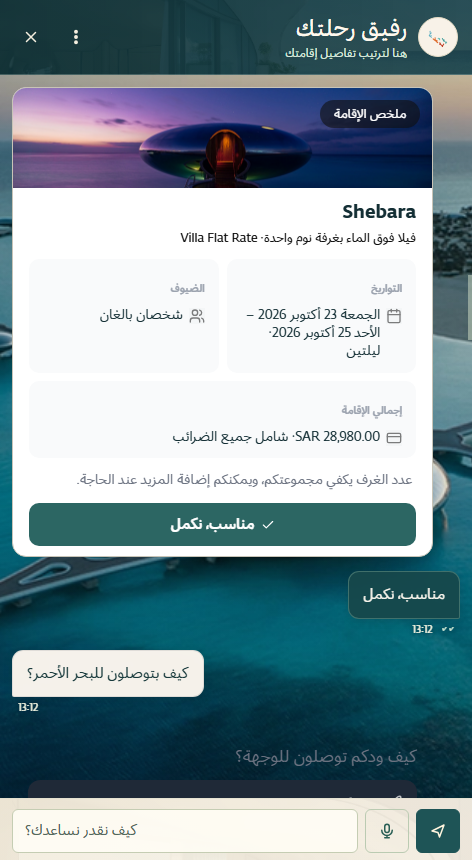 رفيق رحلتك
هنا لترتيب تفاصيل إقامتك
ملخص الإقامة
Shebara
فيلا فوق الماء بغرفة نوم واحدة· Villa Flat Rate
التواريخ
الجمعة 23 أكتوبر 2026 –
الأحد 25 أكتوبر 2026·
ليلتين
الضيوف
شخصان بالغان
إجمالي الإقامة
SAR 28,980.00· شامل جميع الضرائب
عدد الغرف يكفي مجموعتكم، ويمكنكم إضافة المزيد عند الحاجة.
مناسب، نكمل
مناسب، نكمل
13:12
كيف بتوصلون للبحر الأحمر؟
13:12
كيف ودكم توصلون للوجهة؟
كيف نقدر نساعدك؟